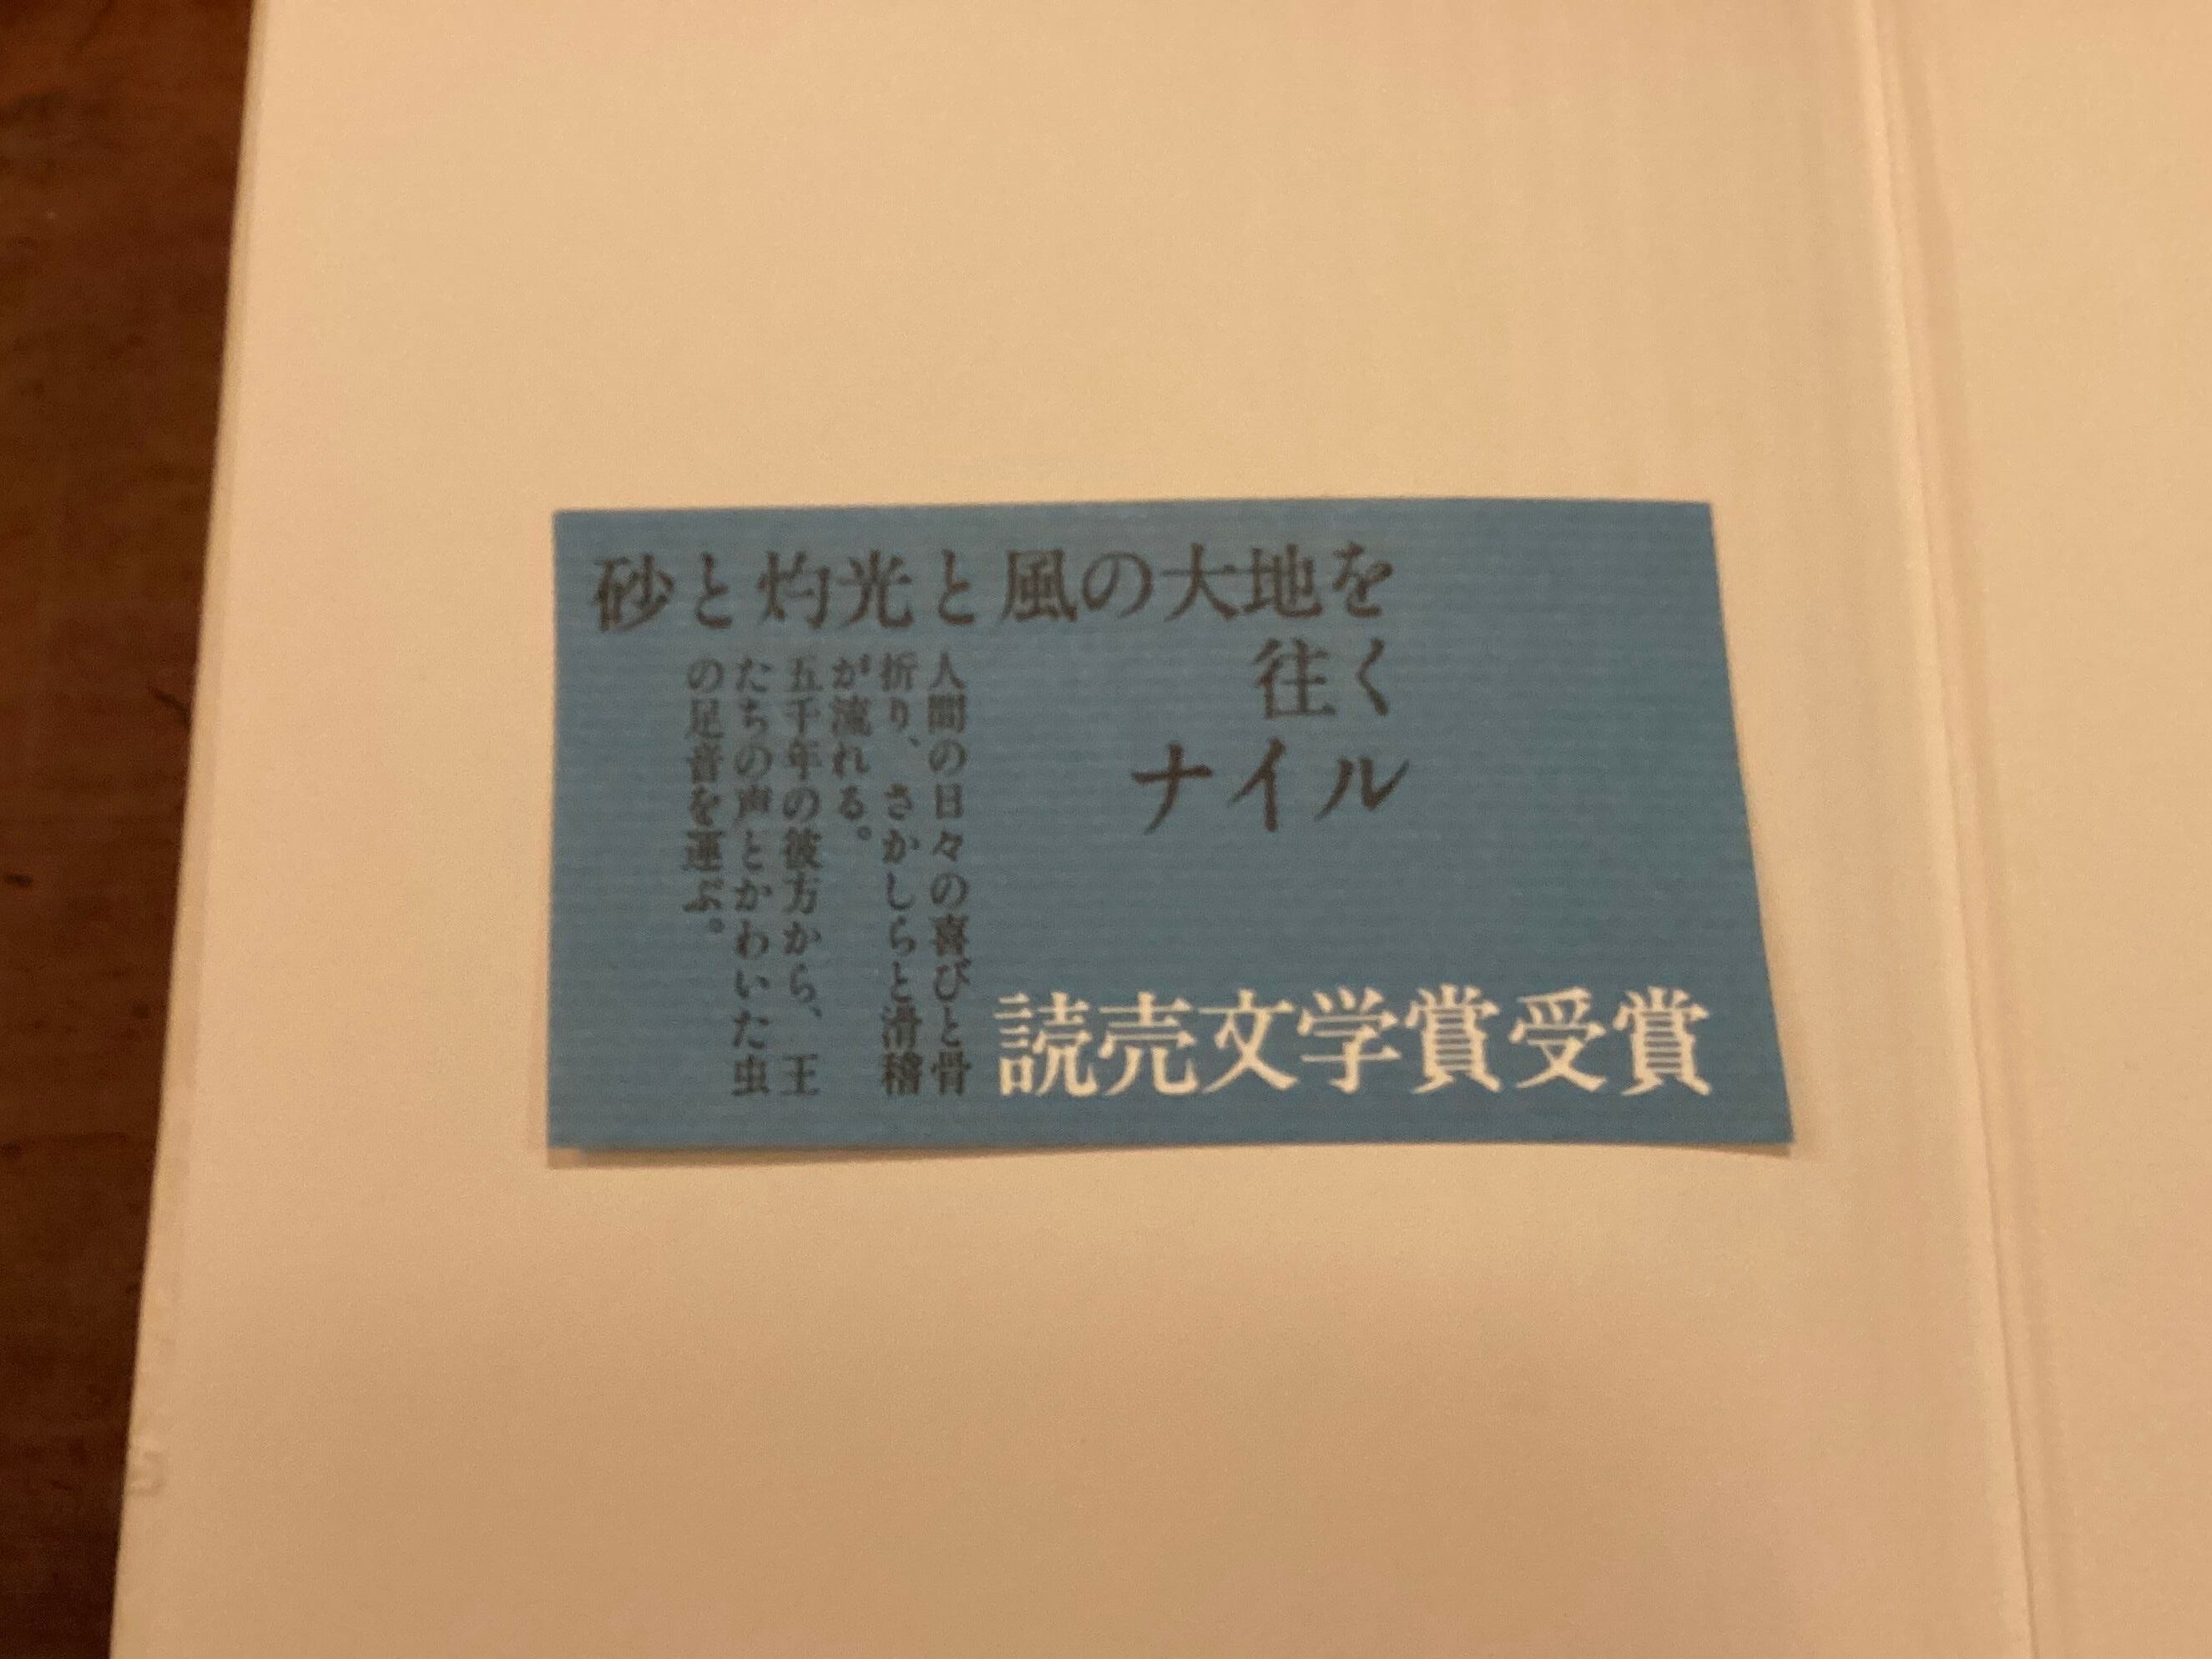 砂と灼光と風の大地を
往く
ナイル
人間の日々の喜びと骨
折り、さかしらと滑稽
が流れる。
五千年の彼方から、王
たちの声とかわいた虫
の足音を運ぶ。
読売文学賞受賞